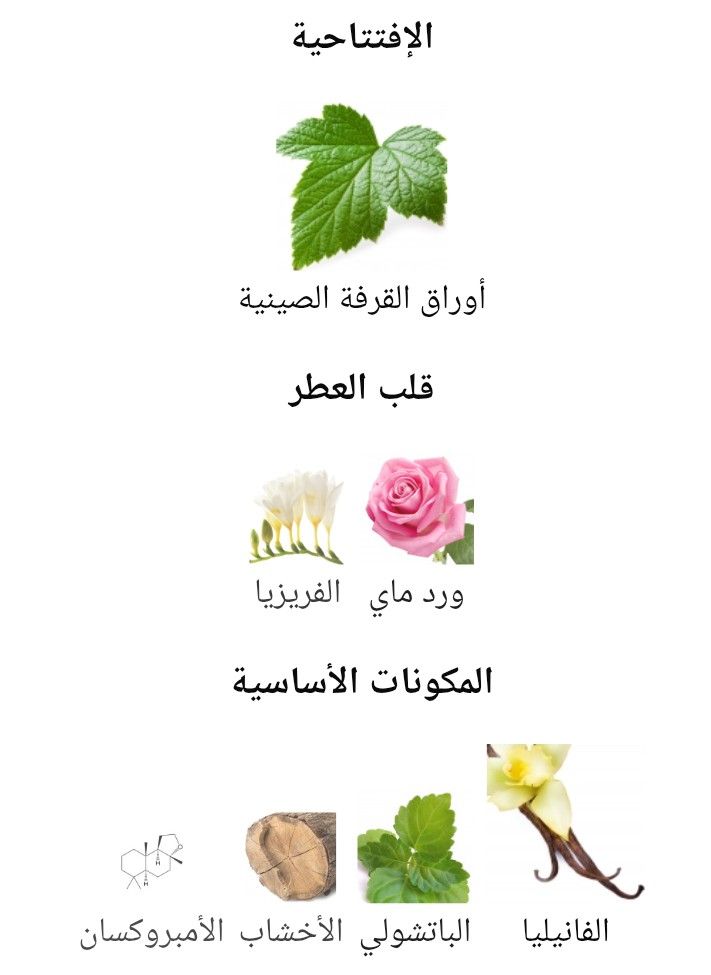 الإفتتاحية
أوراق القرفة الصينية
قلب العطر
ورد ماي الفريزيا
المكونات الأساسية
الفانيليا الباتشولي الأخشاب الأمبروكسان